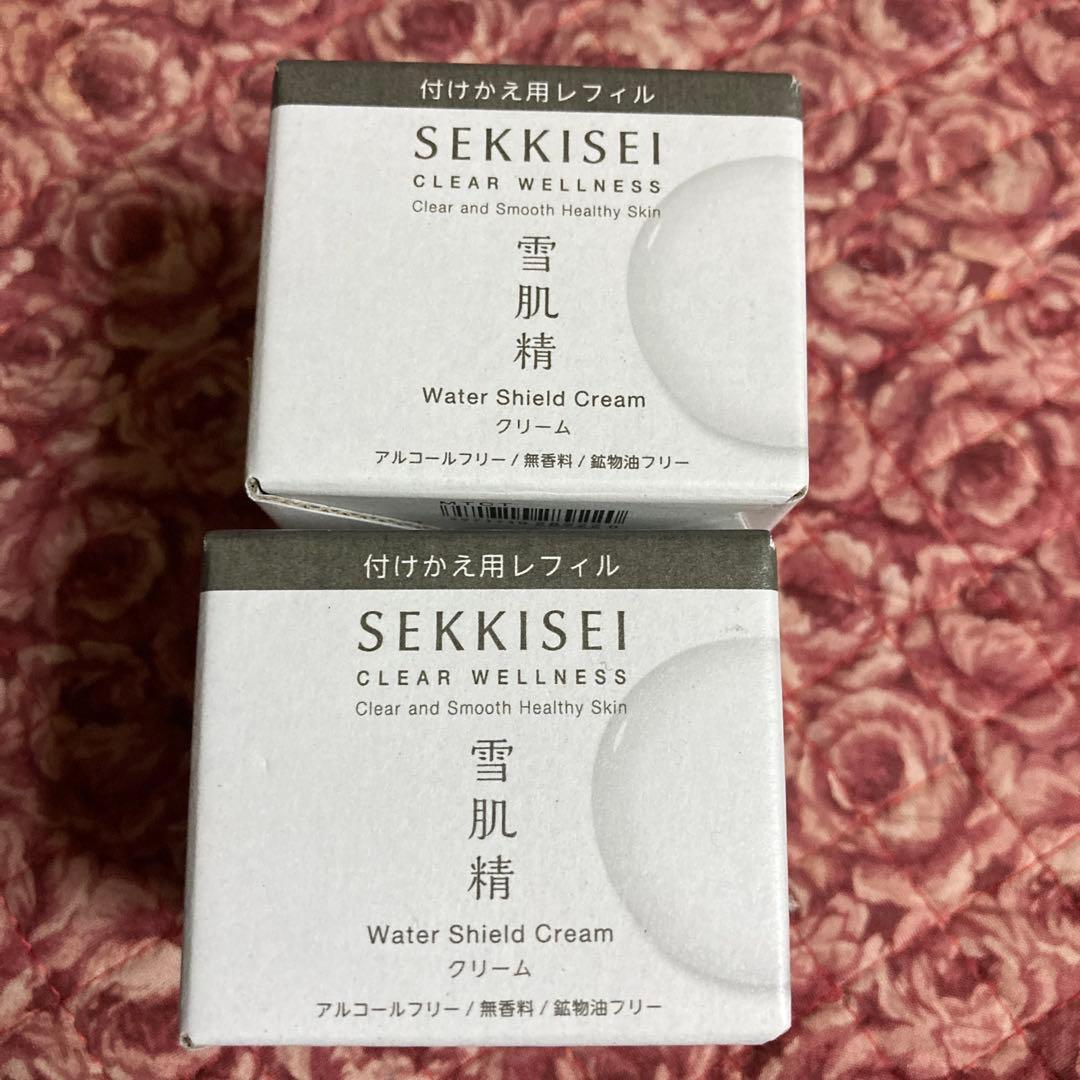 付けかえ用レフィル
SEKKISEI
CLEAR WELLNESS
Clear and Smooth Healthy Skin
雪肌精
Water Shield Cream
クリーム
アルコールフリー / 無香料 / 鉱物油フリー
付けかえ用レフィル
SEKKISEI
CLEAR WELLNESS
Clear and Smooth Healthy Skin
雪肌精
Water Shield Cream
クリーム
アルコールフリー / 無香料 / 鉱物油フリー